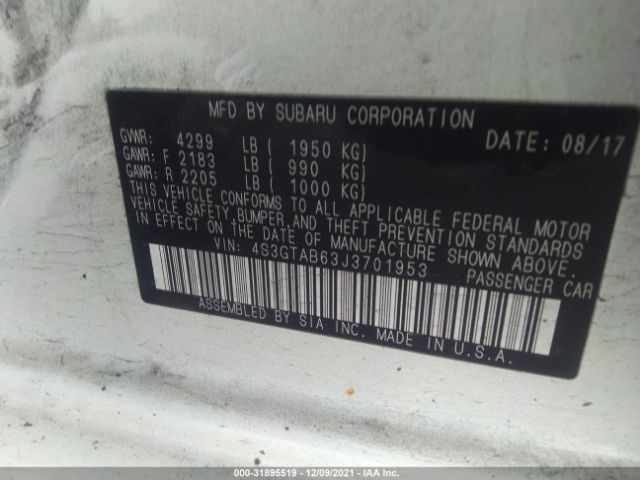 MFD BY SUBARU CORPORATION
GVWR: 4299 LB ( 1950 KG) DATE: 08/17
GAWR: F 2183 LB ( 990 KG)
GAWR: R 2205 LB ( 1000 KG)
THIS VEHICLE CONFORMS TO ALL APPLICABLE FEDERAL MOTOR
VEHICLE SAFETY,BUMPER,AND THEFT PREVENTION STANDARDS
IN EFFECT ON THE DATE OF MANUFACTURE SHOWN ABOVE.
VIN: 4S3GTAB63J3701953 PASSENGER CAR
ASSEMBLED BY SIA INC. MADE IN U.S.A.
000-31895519 - 12/09/2021 - IAA Inc.